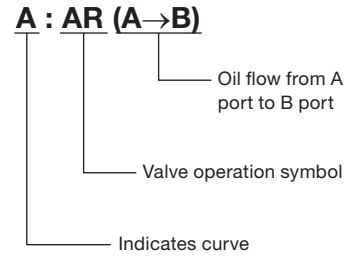 A : AR (A→B)
Oil flow from A
port to B port
Valve operation symbol
Indicates curve